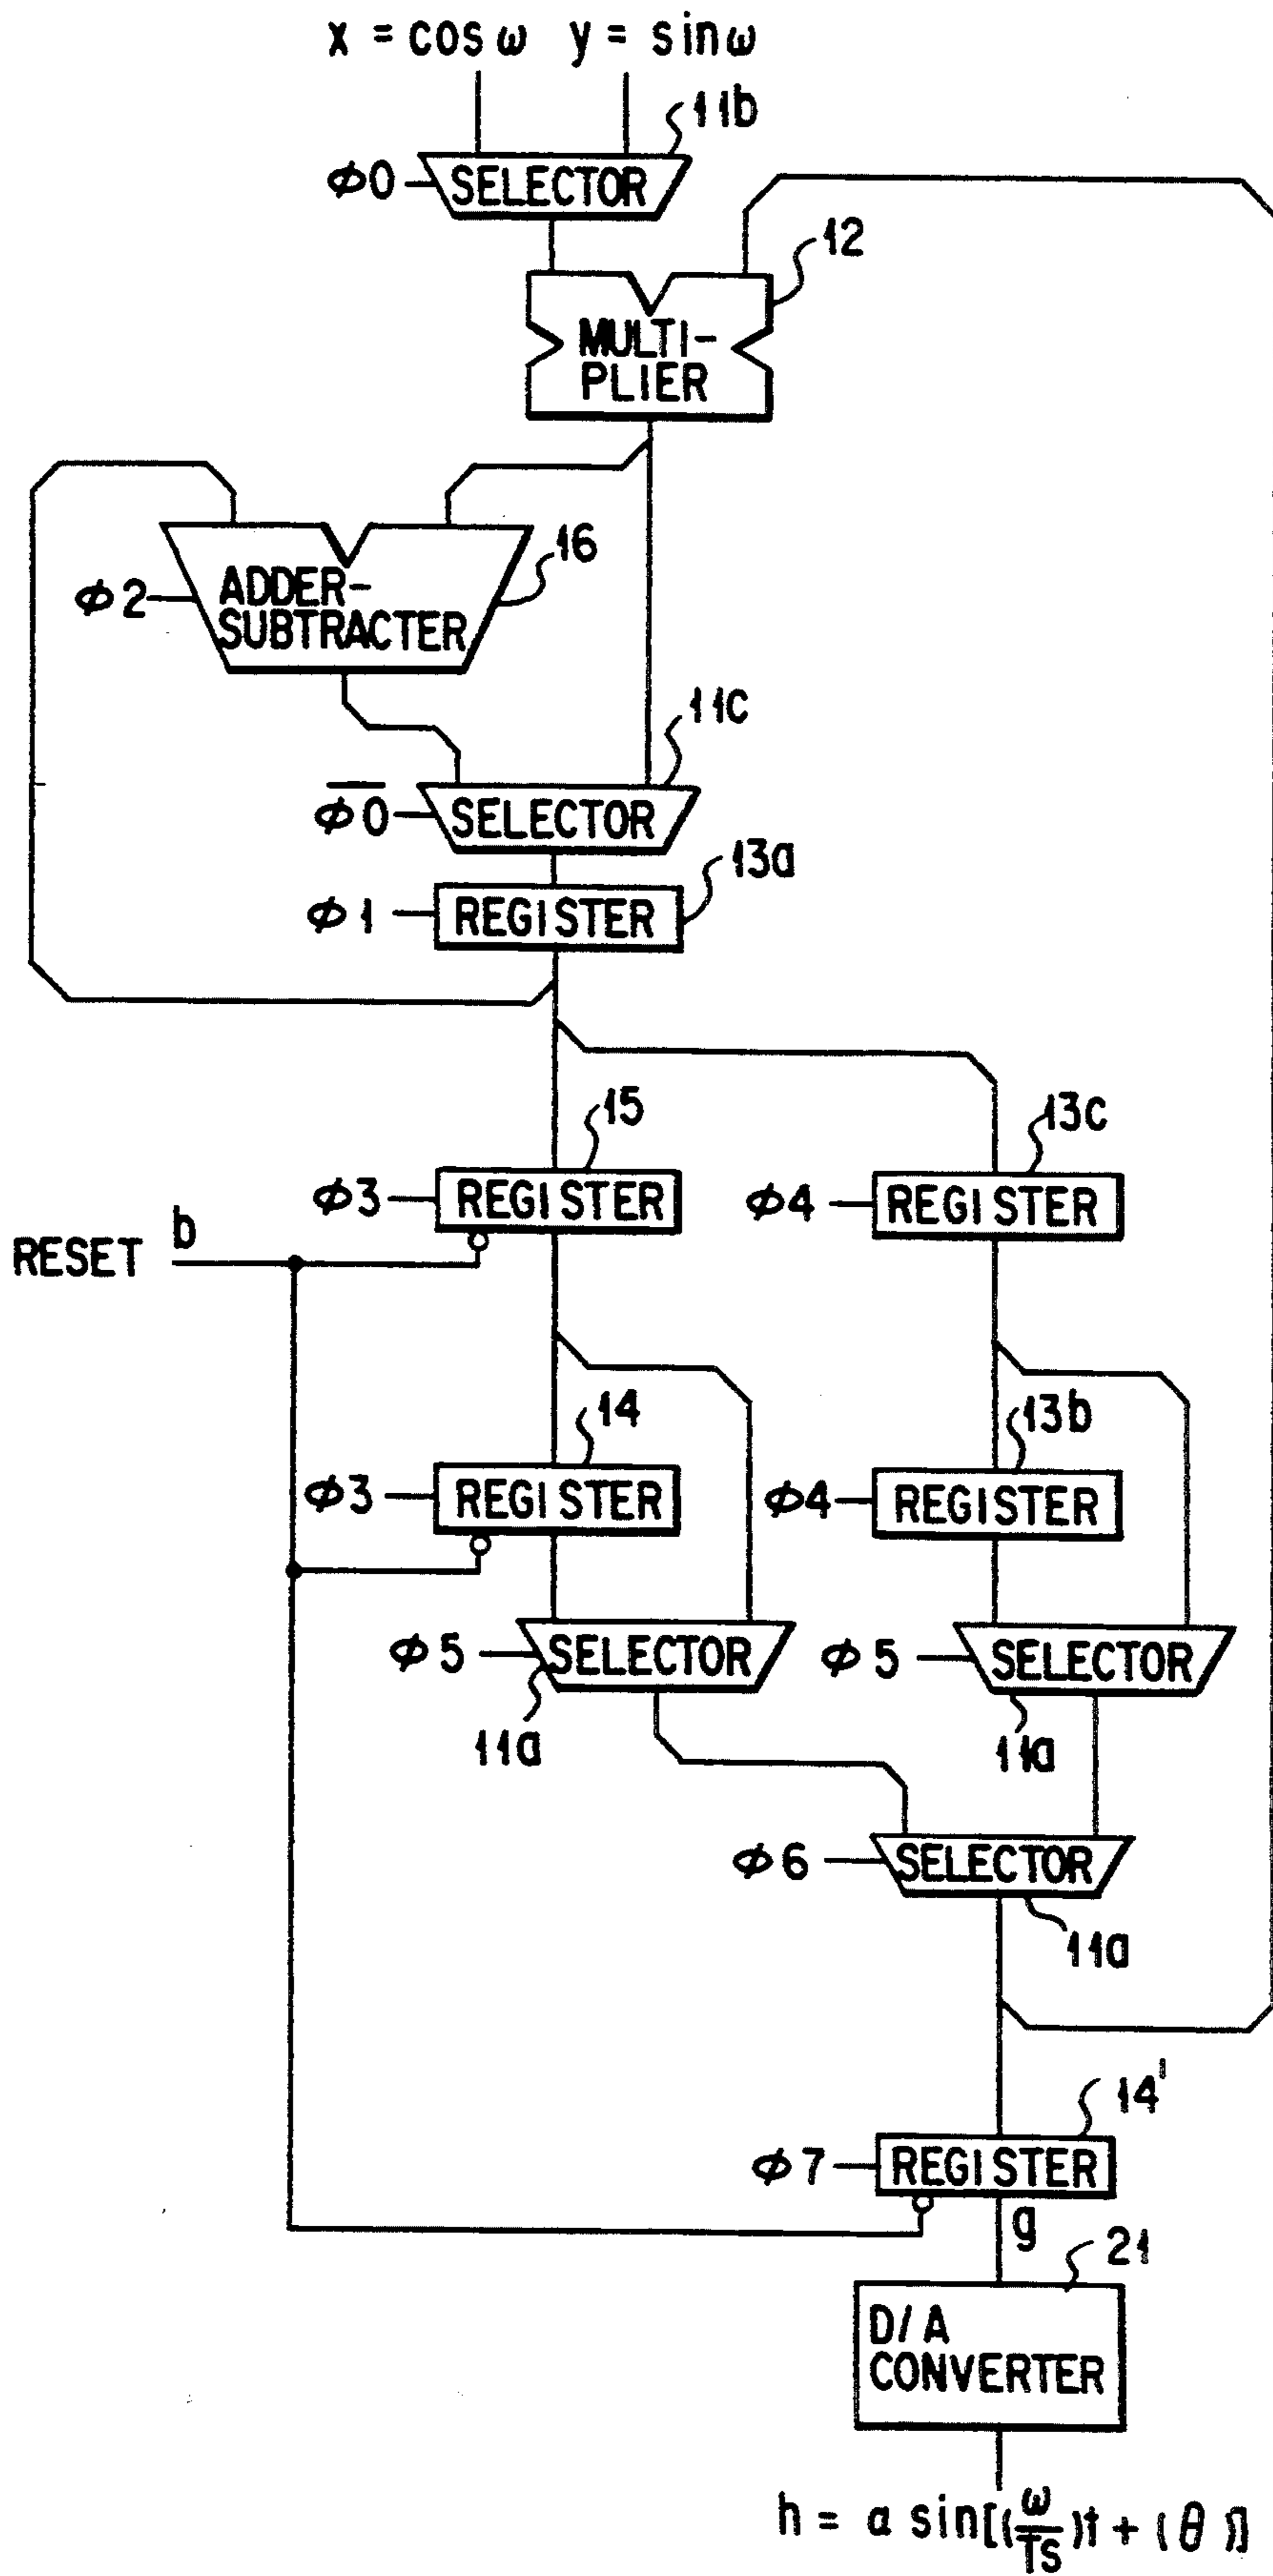 x = cos ω y = sin ω
11b
φ0 SELECTOR
12
MULTI-
PLIER
16
φ2 ADDER-
SUBTRACTER
11c
φ0̅ SELECTOR
13a
φ1 REGISTER
15
13c
φ3 REGISTER
φ4 REGISTER
RESET b
14
13b
φ3 REGISTER
φ4 REGISTER
φ5 SELECTOR
φ5 SELECTOR
11a
11a
φ6 SELECTOR
11a
14'
φ7 REGISTER
g
21
D/A
CONVERTER
h = a sin[(ω/Ts)t + (θ)]